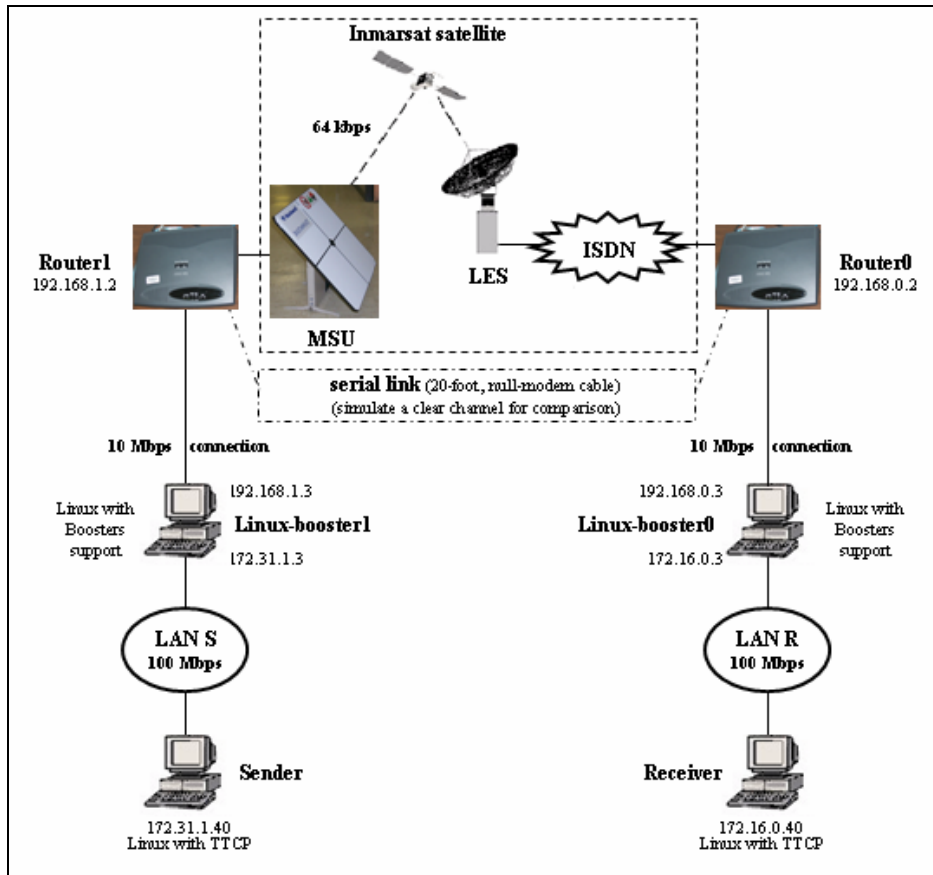 Inmarsat satellite
64 kbps
Router1
192.168.1.2
MSU
LES
ISDN
Router0
192.168.0.2
serial link (20-foot, null-modem cable)
(simulate a clear channel for comparison)
10 Mbps connection
10 Mbps connection
Linux with
Boosters
support
192.168.1.3
Linux-booster1
172.31.1.3
192.168.0.3
Linux-booster0
172.16.0.3
Linux with
Boosters
support
LAN S
100 Mbps
LAN R
100 Mbps
Sender
172.31.1.40
Linux with TTCP
Receiver
172.16.0.40
Linux with TTCP